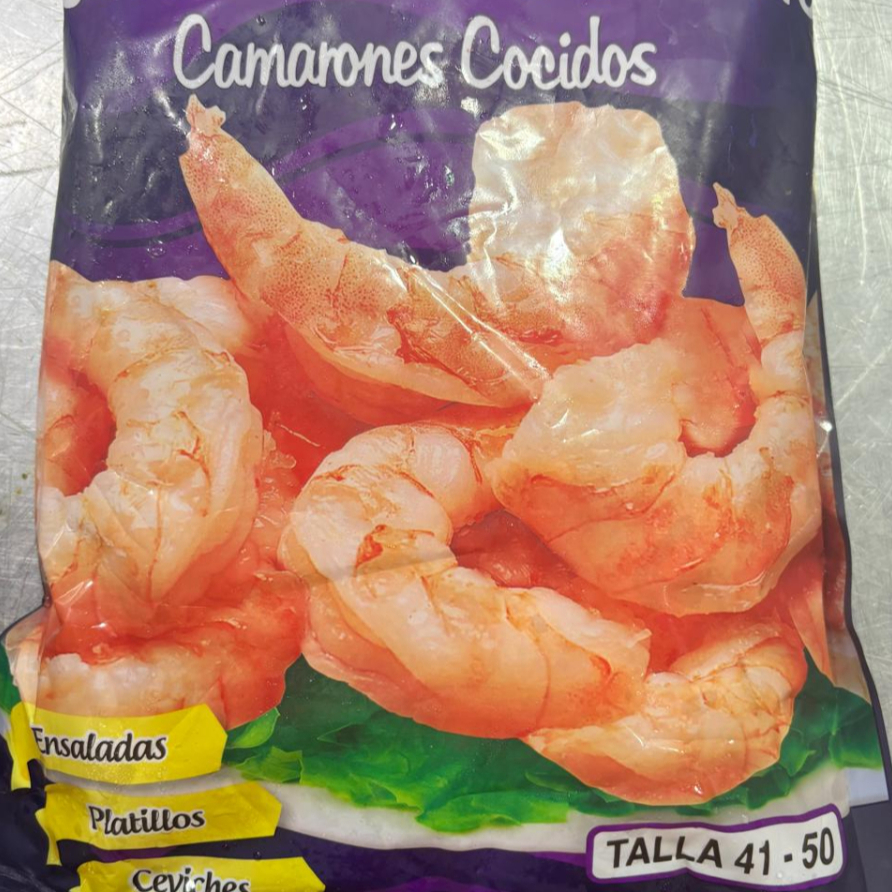 Camarones Cocidos
Ensaladas
Platillos
Ceviches
TALLA 41 - 50